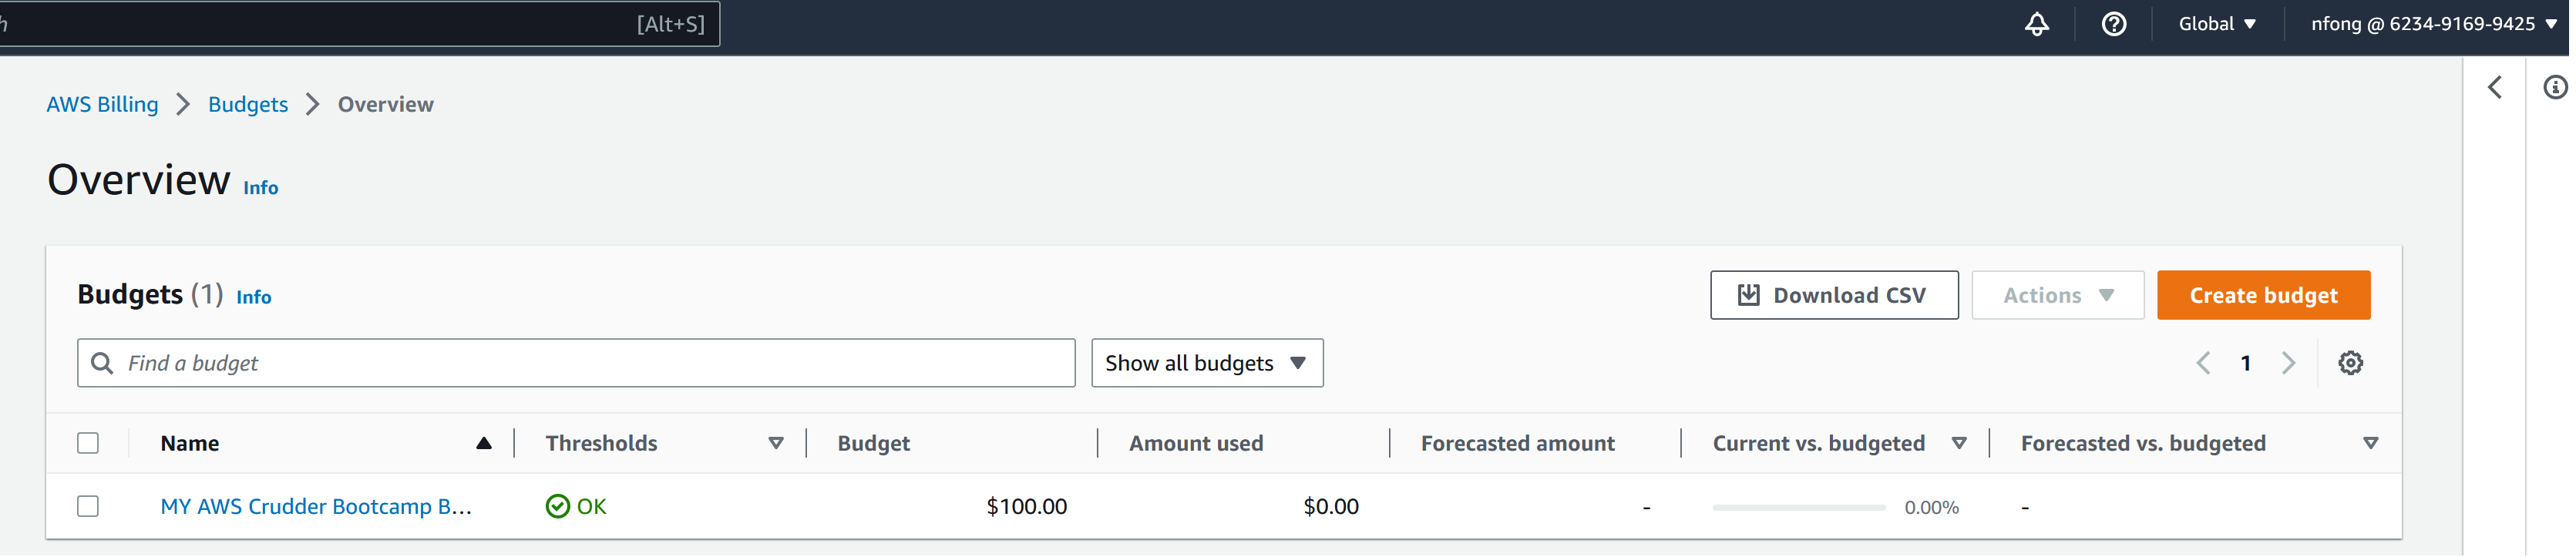 h [Alt+S] Global nfong @ 6234-9169-9425
AWS Billing Budgets Overview
Overview Info
Budgets (1) Info Download CSV Actions Create budget
Find a budget Show all budgets 1
Name Thresholds Budget Amount used Forecasted amount Current vs. budgeted Forecasted vs. budgeted
MY AWS Crudder Bootcamp B... OK $100.00 $0.00 - 0.00% -